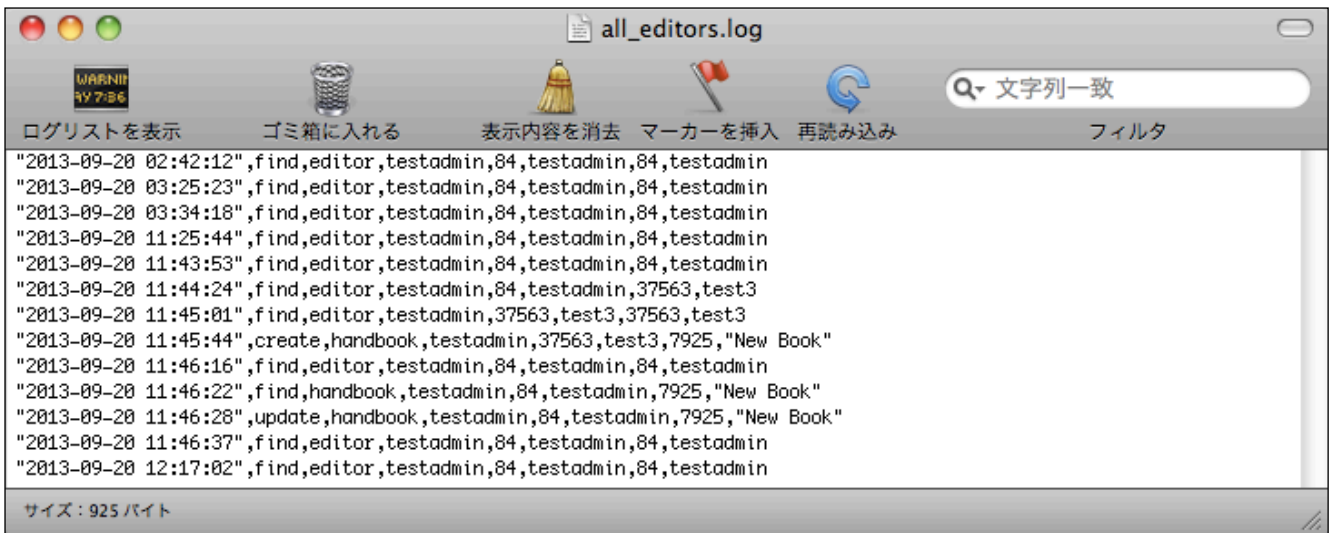 all_editors.log
WARNIN
AY 7:36
文字列一致
ログリストを表示 ゴミ箱に入れる 表示内容を消去 マーカーを挿入 再読み込み フィルタ
"2013-09-20 02:42:12",find,editor,testadmin,84,testadmin,84,testadmin
"2013-09-20 03:25:23",find,editor,testadmin,84,testadmin,84,testadmin
"2013-09-20 03:34:18",find,editor,testadmin,84,testadmin,84,testadmin
"2013-09-20 11:25:44",find,editor,testadmin,84,testadmin,84,testadmin
"2013-09-20 11:43:53",find,editor,testadmin,84,testadmin,84,testadmin
"2013-09-20 11:44:24",find,editor,testadmin,84,testadmin,37563,test3
"2013-09-20 11:45:01",find,editor,testadmin,37563,test3,37563,test3
"2013-09-20 11:45:44",create,handbook,testadmin,37563,test3,7925,"New Book"
"2013-09-20 11:46:16",find,editor,testadmin,84,testadmin,84,testadmin
"2013-09-20 11:46:22",find,handbook,testadmin,84,testadmin,7925,"New Book"
"2013-09-20 11:46:28",update,handbook,testadmin,84,testadmin,7925,"New Book"
"2013-09-20 11:46:37",find,editor,testadmin,84,testadmin,84,testadmin
"2013-09-20 12:17:02",find,editor,testadmin,84,testadmin,84,testadmin
サイズ：925 バイト